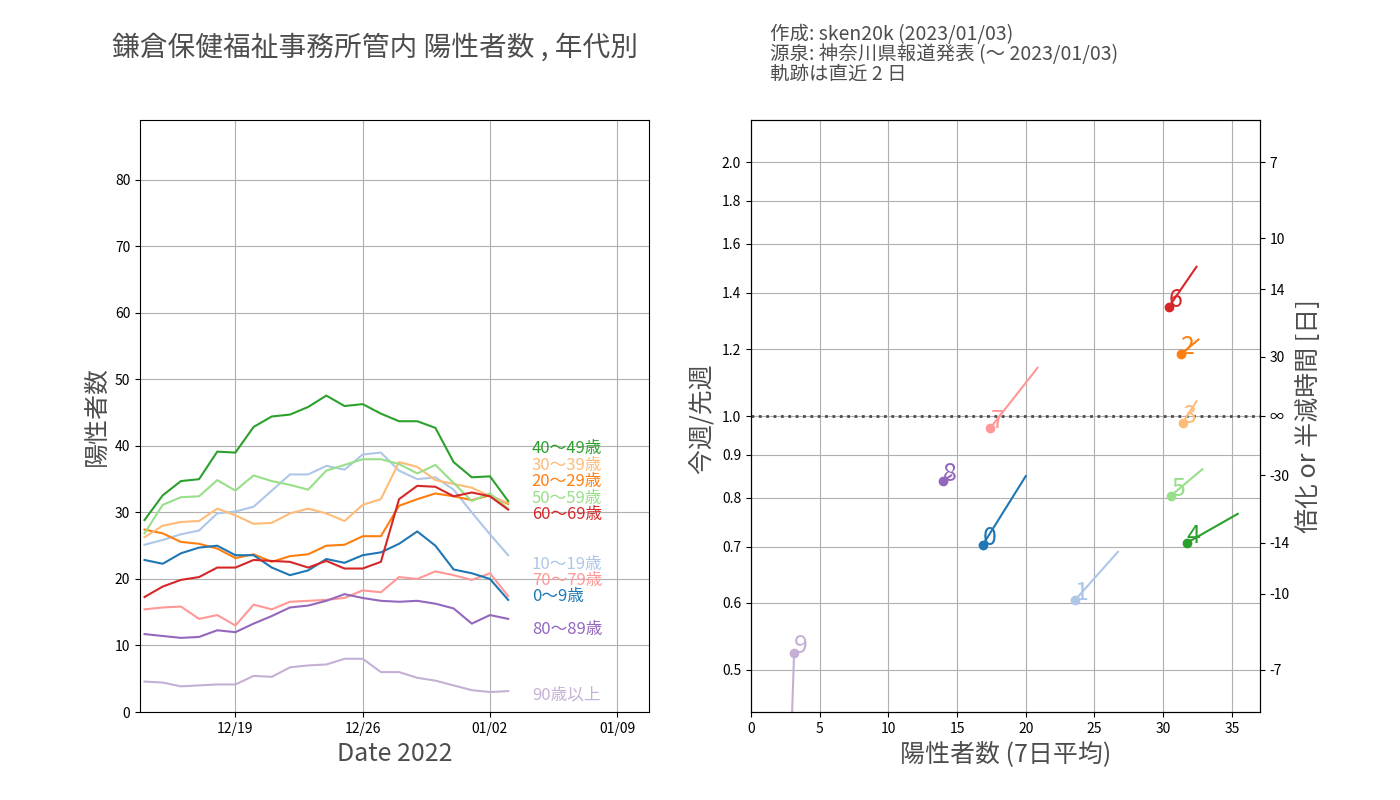 鎌倉保健福祉事務所管内 陽性者数 , 年代別
作成: sken20k (2023/01/03)
源泉: 神奈川県報道発表 (〜 2023/01/03)
軌跡は直近 2 日
陽性者数
80
70
60
50
40
30
20
10
0
40〜49歳
30〜39歳
20〜29歳
50〜59歳
60〜69歳
10〜19歳
70〜79歳
0〜9歳
80〜89歳
90歳以上
12/19
12/26
01/02
01/09
Date 2022
今週/先週
2.0
1.8
1.6
1.4
1.2
1.0
0.9
0.8
0.7
0.6
0.5
6
2
3
7
8
5
0
4
1
9
7
10
14
30
∞
-30
-14
-10
-7
倍化 or 半減時間 [日]
0
5
10
15
20
25
30
35
陽性者数 (7日平均)